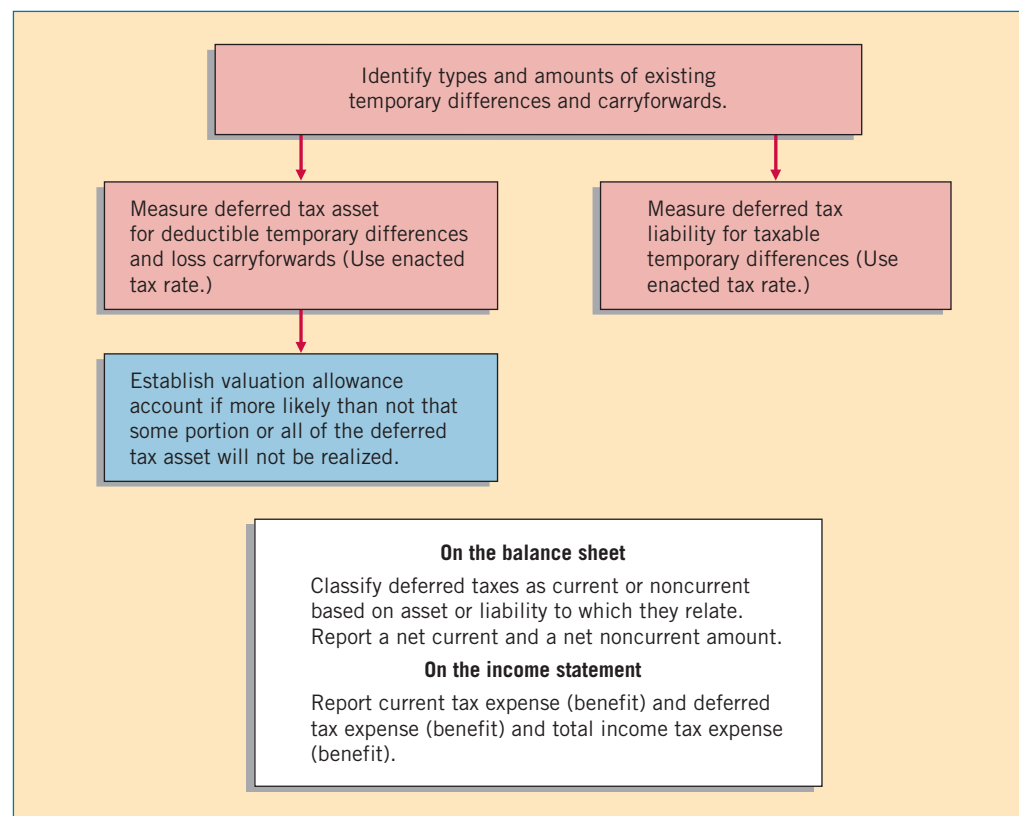 Identify types and amounts of existing
temporary differences and carryforwards.
Measure deferred tax asset
for deductible temporary differences
and loss carryforwards (Use enacted
tax rate.)
Measure deferred tax
liability for taxable
temporary differences (Use
enacted tax rate.)
Establish valuation allowance
account if more likely than not that
some portion or all of the deferred
tax asset will not be realized.
On the balance sheet
Classify deferred taxes as current or noncurrent
based on asset or liability to which they relate.
Report a net current and a net noncurrent amount.
On the income statement
Report current tax expense (benefit) and deferred
tax expense (benefit) and total income tax expense
(benefit).